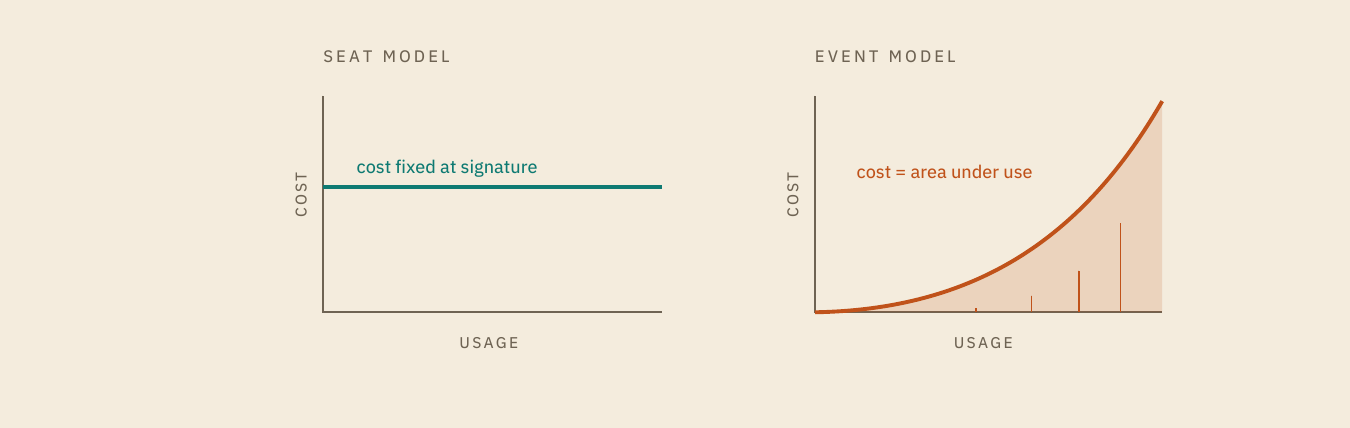 SEAT MODEL
COST
cost fixed at signature
USAGE
EVENT MODEL
COST
cost = area under use
USAGE